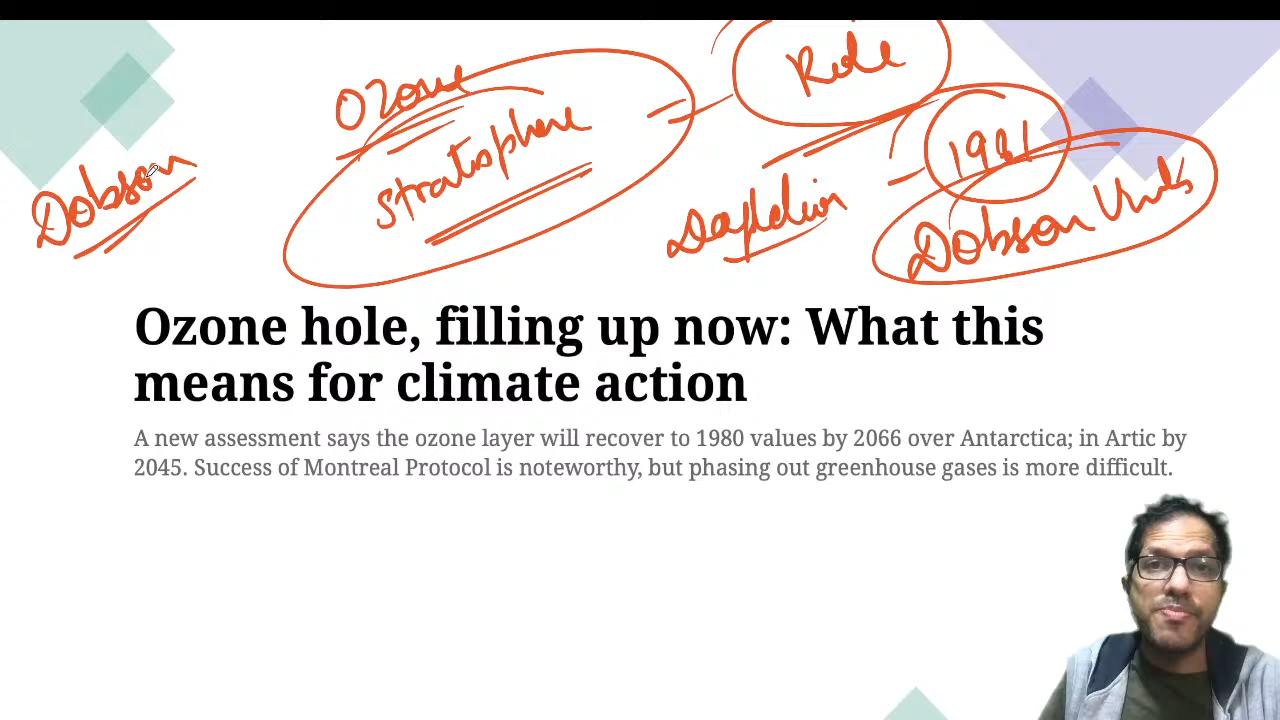 Role
Ozone
Stratosphere
1981
Dobson
Depletion
Dobson Units
Ozone hole, filling up now: What this
means for climate action
A new assessment says the ozone layer will recover to 1980 values by 2066 over Antarctica; in Artic by
2045. Success of Montreal Protocol is noteworthy, but phasing out greenhouse gases is more difficult.